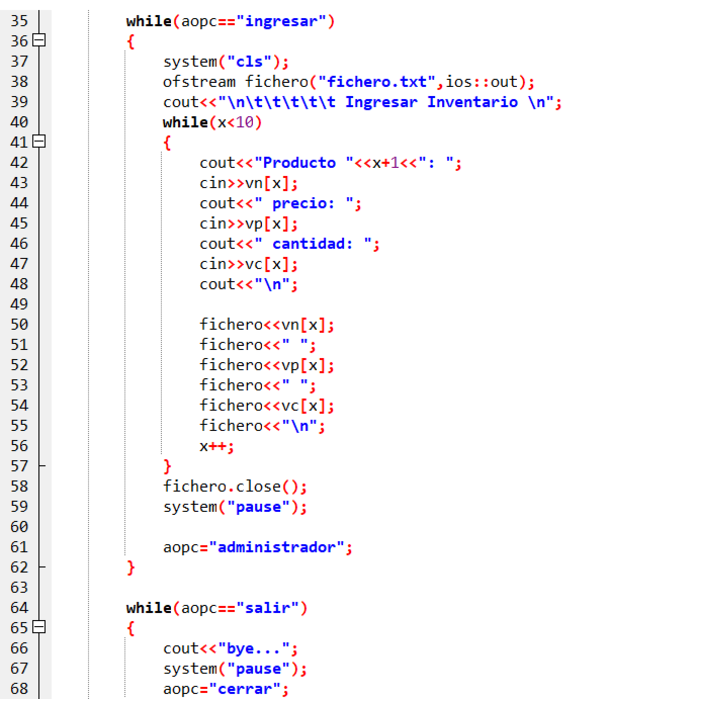 35 while(aopc=="ingresar")
36 {
37 system("cls");
38 ofstream fichero("fichero.txt",ios::out);
39 cout<<"\n\t\t\t\t\t Ingresar Inventario \n";
40 while(x<10)
41 {
42 cout<<"Producto "<<x+1<<": ";
43 cin>>vn[x];
44 cout<<" precio: ";
45 cin>>vp[x];
46 cout<<" cantidad: ";
47 cin>>vc[x];
48 cout<<"\n";
49
50 fichero<<vn[x];
51 fichero<<" ";
52 fichero<<vp[x];
53 fichero<<" ";
54 fichero<<vc[x];
55 fichero<<"\n";
56 x++;
57 }
58 fichero.close();
59 system("pause");
60
61 aopc="administrador";
62 }
63
64 while(aopc=="salir")
65 {
66 cout<<"bye...";
67 system("pause");
68 aopc="cerrar";